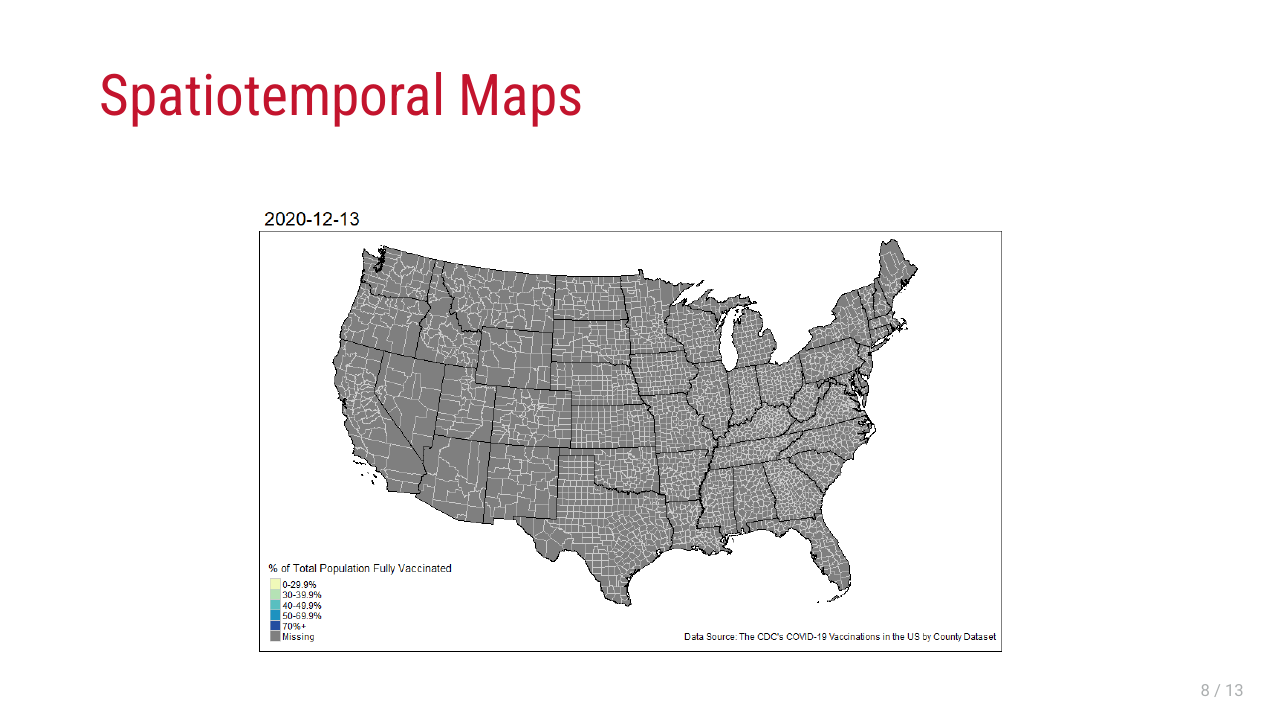 Spatiotemporal Maps
2020-12-13
% of Total Population Fully Vaccinated
0-29.9%
30-39.9%
40-49.9%
50-69.9%
70%+
Missing
Data Source: The CDC's COVID-19 Vaccinations in the US by County Dataset
8 / 13